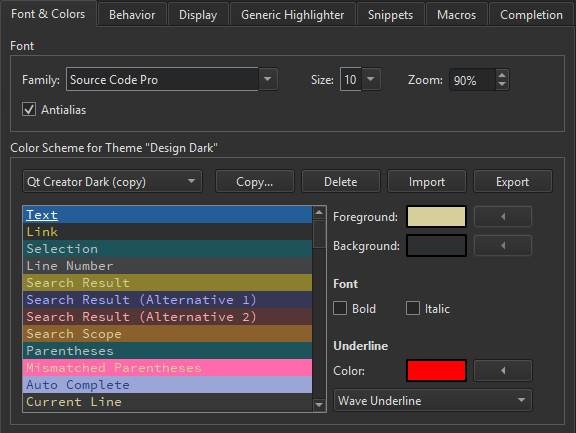 Font & Colors Behavior Display Generic Highlighter Snippets Macros Completion
Font
Family: Source Code Pro Size: 10 Zoom: 90%
Antialias
Color Scheme for Theme "Design Dark"
Qt Creator Dark (copy) Copy... Delete Import Export
Text Foreground:
Link
Selection Background:
Line Number
Search Result Font
Search Result (Alternative 1) Bold Italic
Search Result (Alternative 2)
Search Scope
Parentheses Underline
Mismatched Parentheses Color:
Auto Complete
Current Line Wave Underline